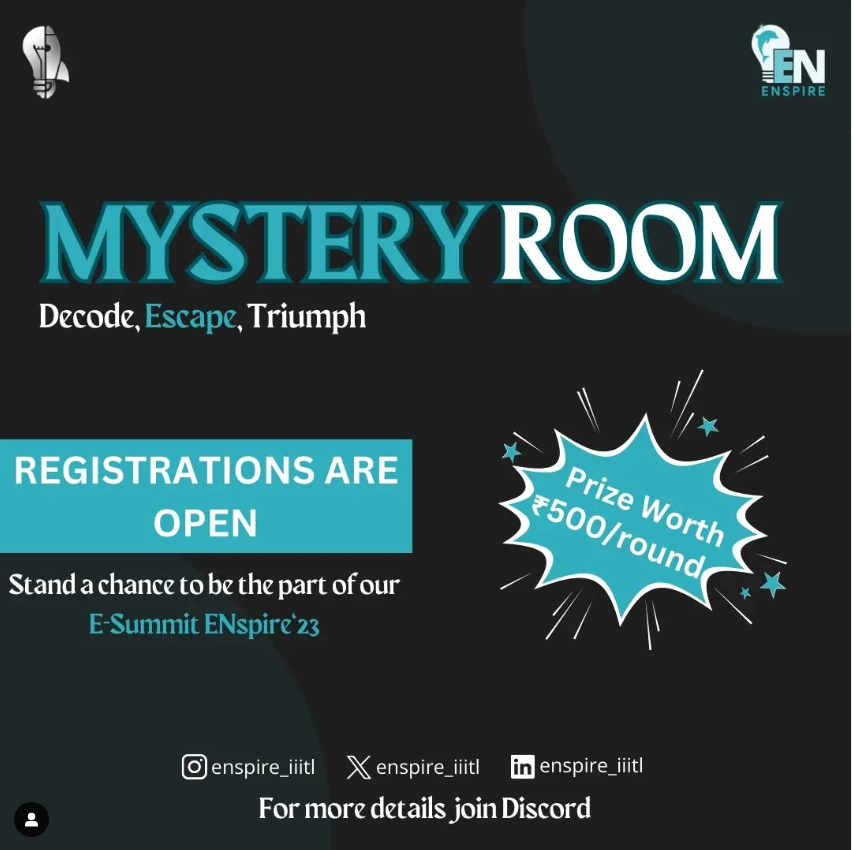 EN
ENSPIRE
MYSTERY ROOM
Decode, Escape, Triumph
REGISTRATIONS ARE
OPEN
Prize Worth
₹500/round
Stand a chance to be the part of our
E-Summit ENspire'23
enspire_iiitl enspire_iiitl in enspire_iiitl
For more details join Discord